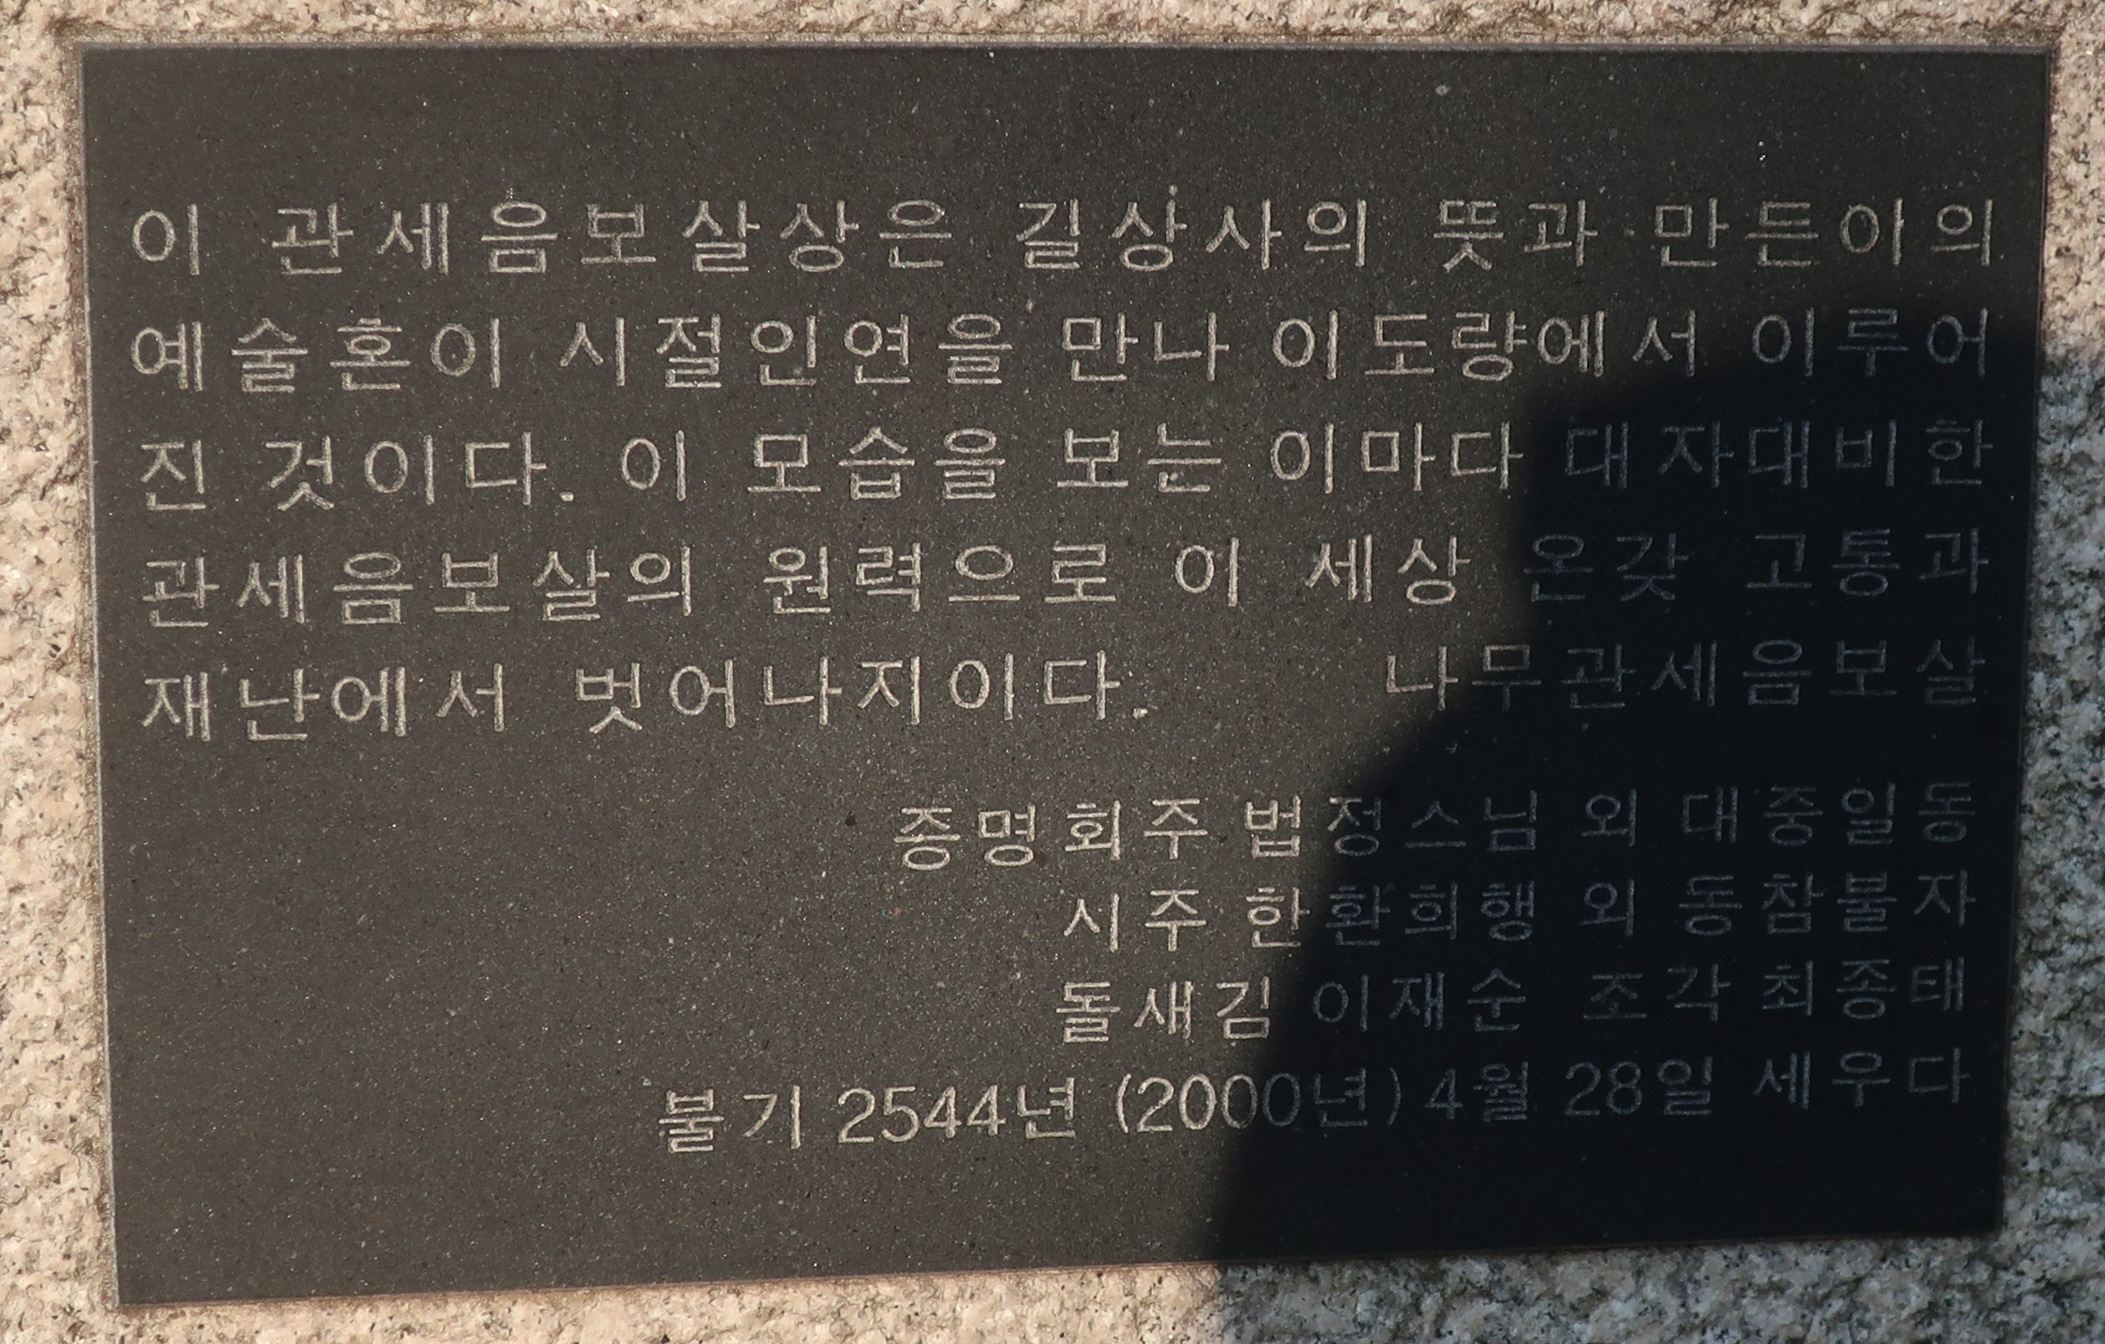 이 관세음보살상은 길상사의 뜻과 만든이의
예술혼이 시절인연을 만나 이도량에서 이루어
진 것이다. 이 모습을 보는 이마다 대자대비한
관세음보살의 원력으로 이 세상 온갖 고통과
재난에서 벗어나지이다. 나무관세음보살
증명회주 법정스님 외 대중일동
시주 한환희행 외 동참불자
돌새김 이재순 조각 최종태
불기 2544년 (2000년) 4월 28일 세우다